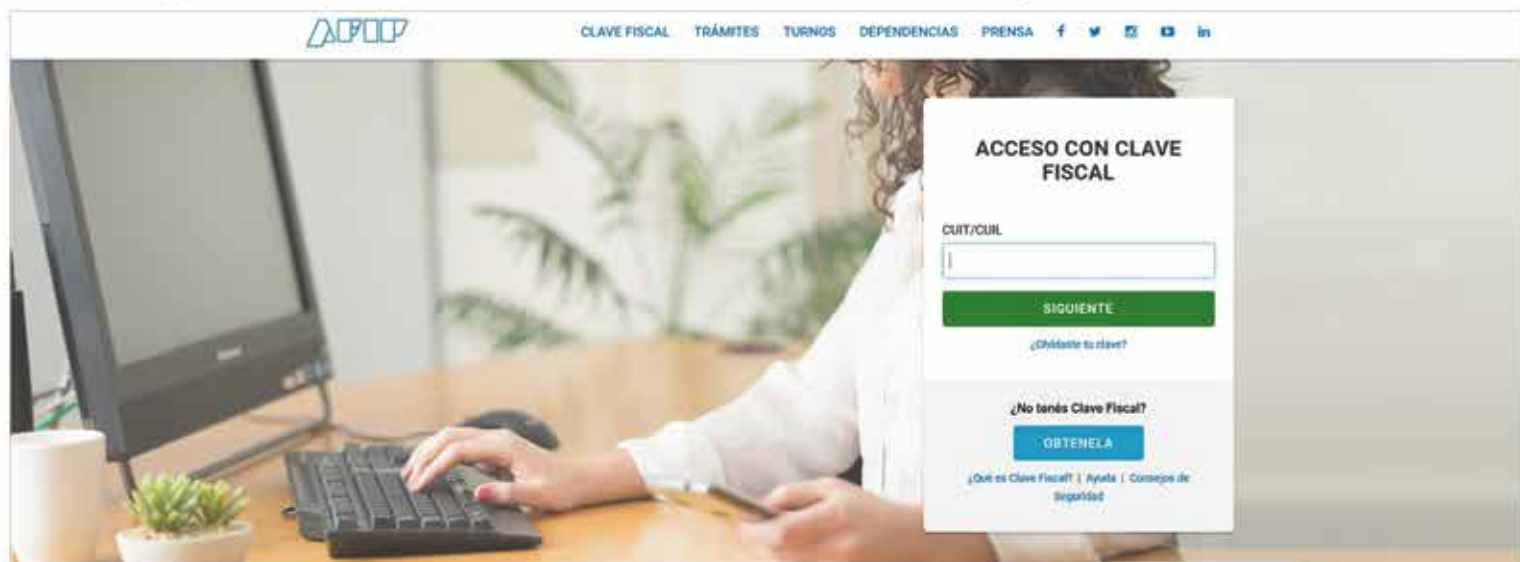 AFIP
CLAVE FISCAL TRÁMITES TURNOS DEPENDENCIAS PRENSA f in
ACCESO CON CLAVE
FISCAL
CUIT/CUIL
SIGUIENTE
¿Olvidaste tu clave?
¿No tenés Clave Fiscal?
OBTENELA
¿Qué es Clave Fiscal? | Ayuda | Consejos de
Seguridad